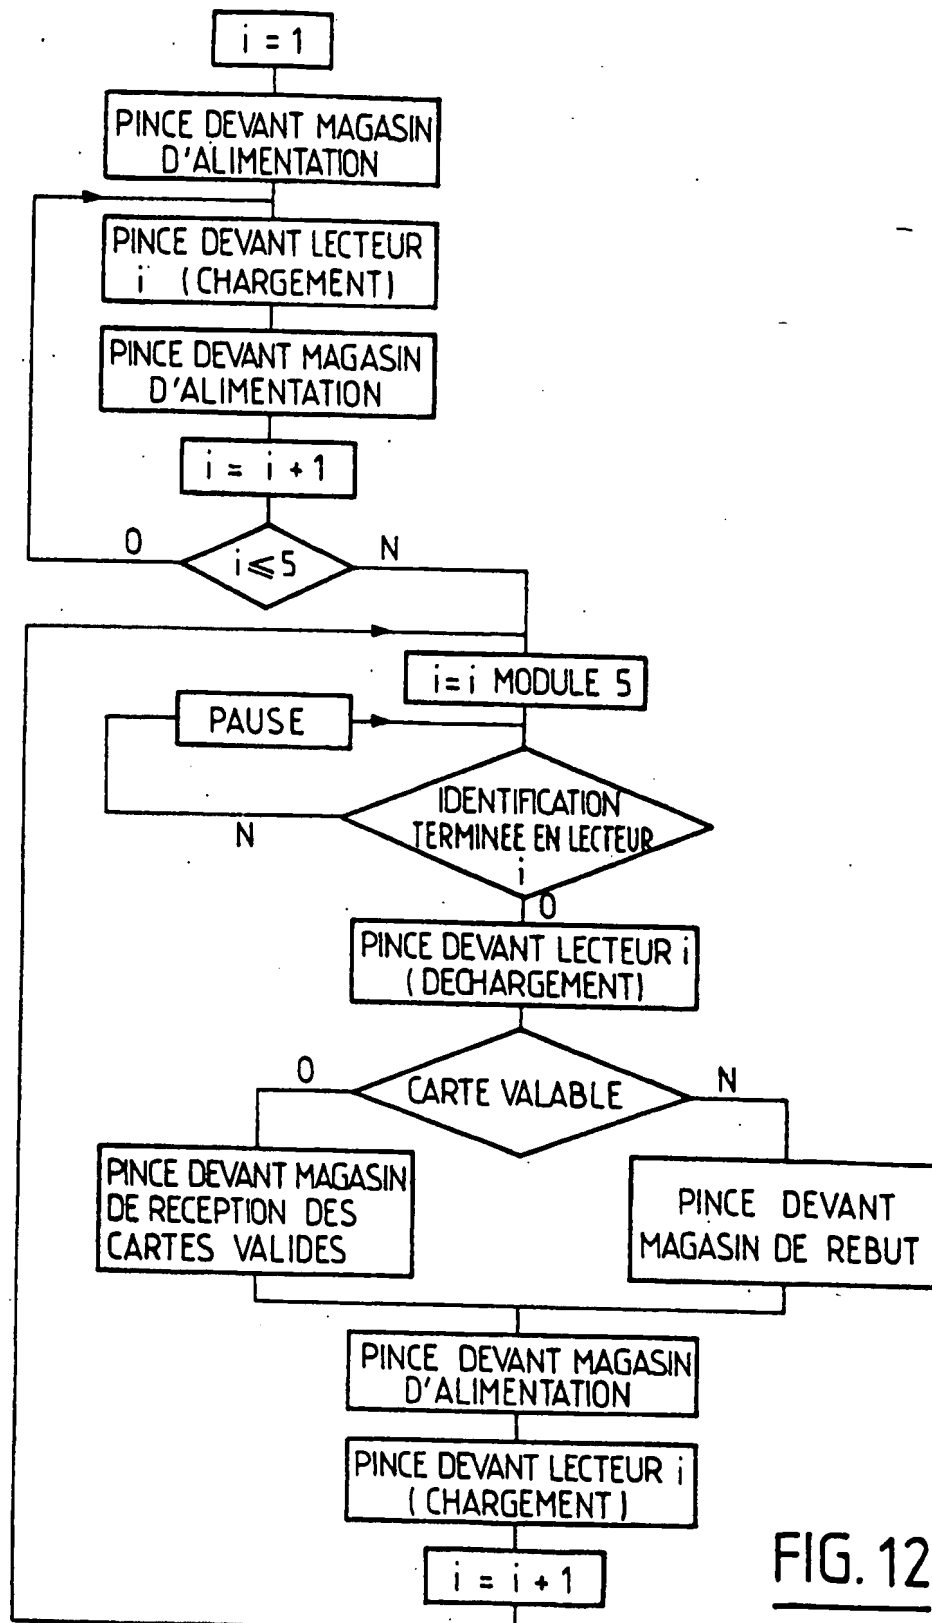 i = 1
PINCE DEVANT MAGASIN
D'ALIMENTATION
PINCE DEVANT LECTEUR
i (CHARGEMENT)
PINCE DEVANT MAGASIN
D'ALIMENTATION
i = i + 1
O
i ≤ 5
N
i = i MODULE 5
PAUSE
IDENTIFICATION
TERMINEE EN LECTEUR
i
N
O
PINCE DEVANT LECTEUR i
(DECHARGEMENT)
O
CARTE VALABLE
N
PINCE DEVANT MAGASIN
DE RECEPTION DES
CARTES VALIDES
PINCE DEVANT
MAGASIN DE REBUT
PINCE DEVANT MAGASIN
D'ALIMENTATION
PINCE DEVANT LECTEUR i
(CHARGEMENT)
i = i + 1
FIG. 12